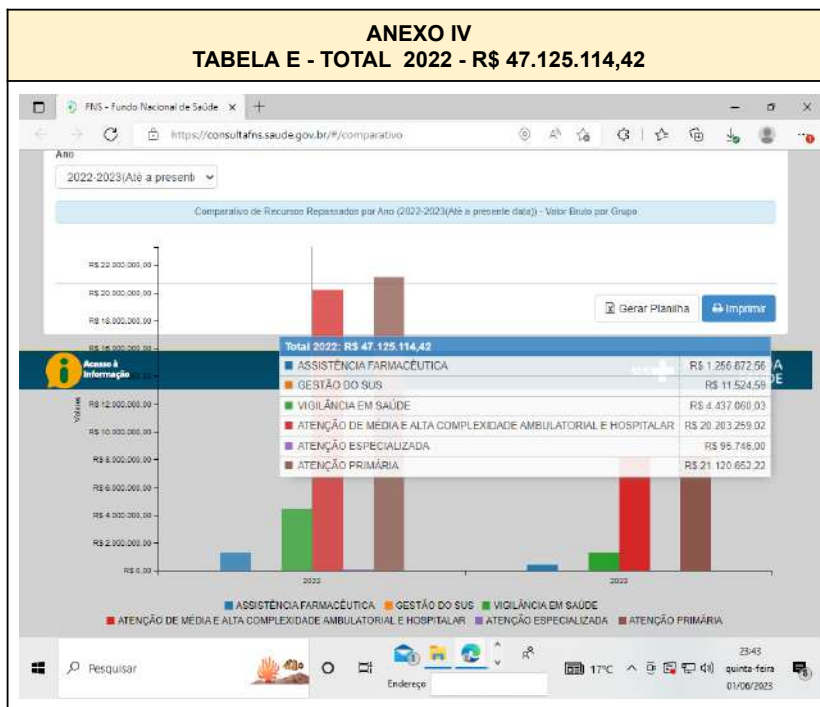 ANEXO IV
TABELA E - TOTAL 2022 - R$ 47.125.114,42
FNS - Fundo Nacional de Saúde
https://consultafns.saude.gov.br/#/comparativo
Ano
2022-2023(Até a presente
Comparativo de Recursos Repassados por Ano (2022-2023(Até a presente data)) - Valor Bruto por Grupo
R$ 22.000.000,00
R$ 20.000.000,00
Gerar Planilha Imprimir
R$ 18.000.000,00
R$ 16.000.000,00
Total 2022: R$ 47.125.114,42
Acesso à
Informação
ASSISTÊNCIA FARMACÊUTICA R$ 1.256.872,56
GESTÃO DO SUS R$ 11.524,59
Valores
R$ 12.000.000,00
VIGILÂNCIA EM SAÚDE R$ 4.437.060,03
ATENÇÃO DE MÉDIA E ALTA COMPLEXIDADE AMBULATORIAL E HOSPITALAR R$ 20.203.259,02
R$ 10.000.000,00
ATENÇÃO ESPECIALIZADA R$ 95.746,00
R$ 8.000.000,00
ATENÇÃO PRIMÁRIA R$ 21.120.652,22
R$ 6.000.000,00
R$ 4.000.000,00
R$ 2.000.000,00
R$ 0,00
2022 2023
ASSISTÊNCIA FARMACÊUTICA GESTÃO DO SUS VIGILÂNCIA EM SAÚDE
ATENÇÃO DE MÉDIA E ALTA COMPLEXIDADE AMBULATORIAL E HOSPITALAR ATENÇÃO ESPECIALIZADA ATENÇÃO PRIMÁRIA
Pesquisar
Endereço
17°C
23:43
quinta-feira
01/06/2023